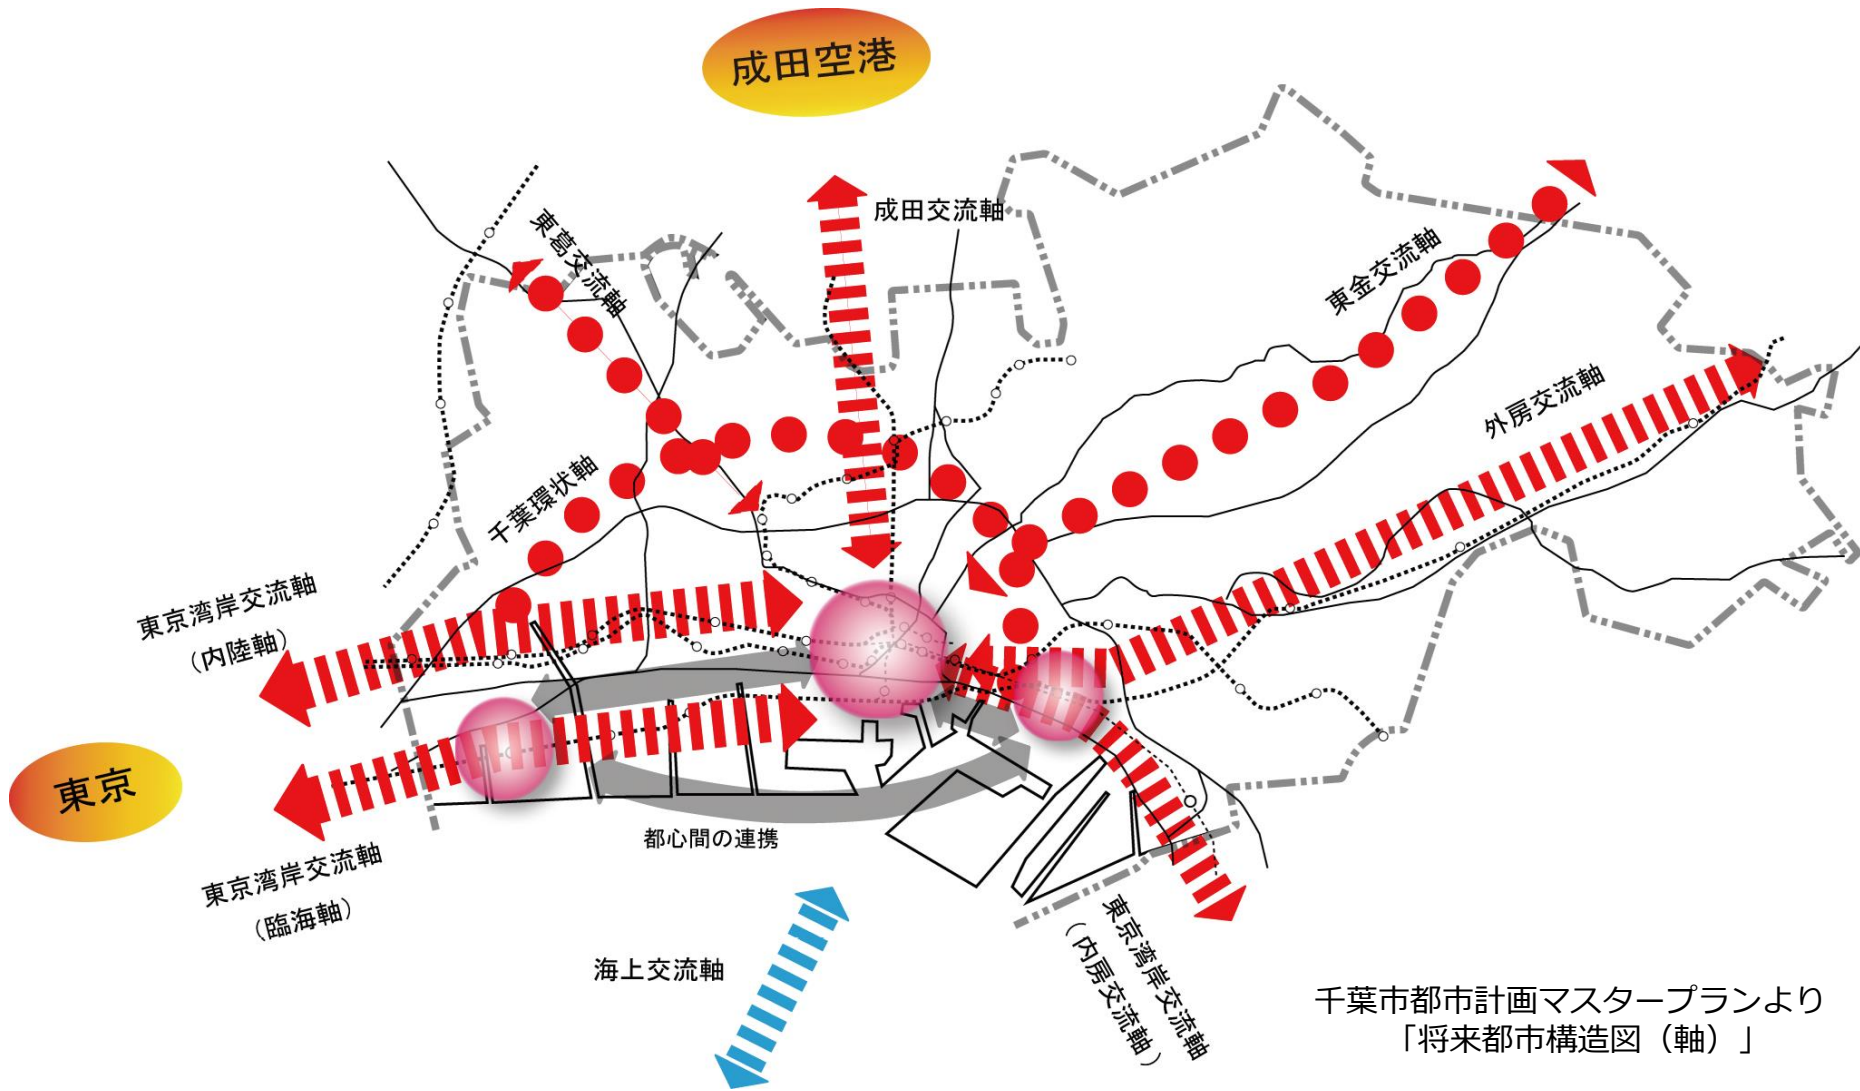 成田空港
成田交流軸
東葛交流軸
東金交流軸
外房交流軸
千葉環状軸
東京湾岸交流軸
（内陸軸）
東京
都心間の連携
東京湾岸交流軸
（臨海軸）
海上交流軸
東京湾岸交流軸
（内房交流軸）
千葉市都市計画マスタープランより
「将来都市構造図（軸）」